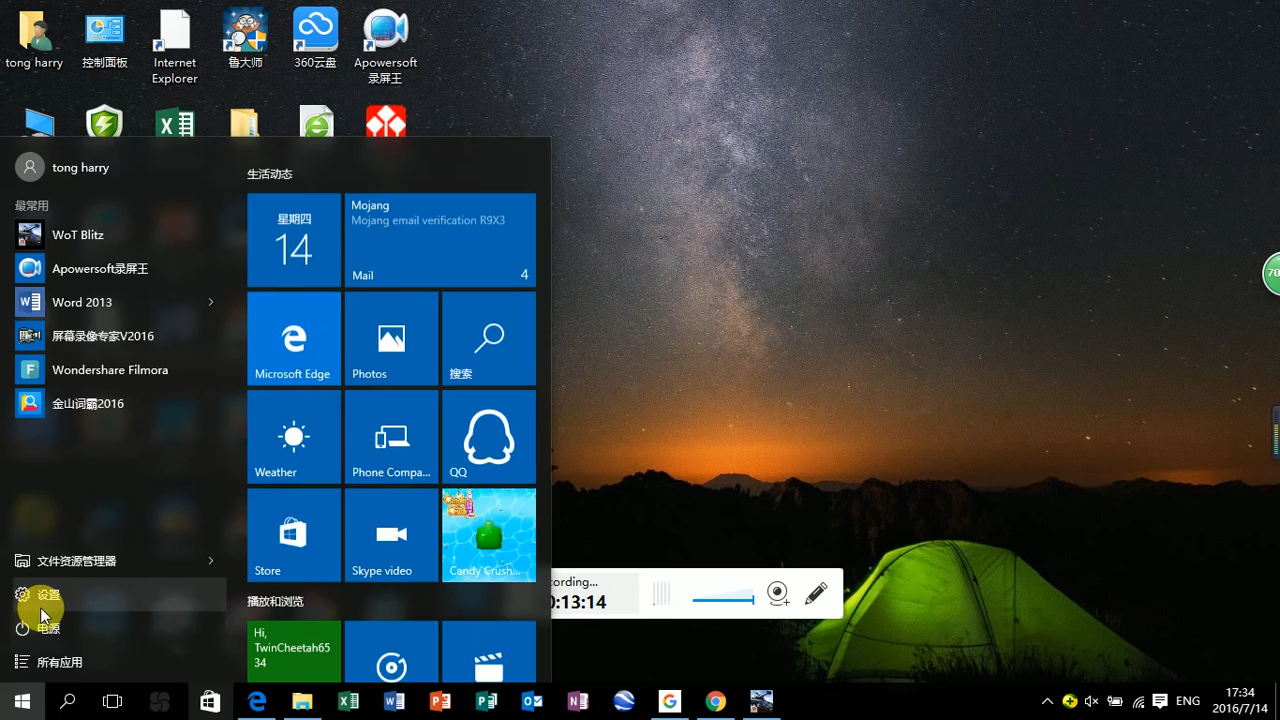 tong harry
控制面板
Internet
Explorer
鲁大师
360云盘
Apowersoft
录屏王
tong harry
最常用
WoT Blitz
Apowersoft录屏王
Word 2013
屏幕录像专家V2016
Wondershare Filmora
金山词霸2016
文件资源管理器
设置
电源
所有应用
生活动态
星期四
14
Mojang
Mojang email verification R9X3
Mail
4
Microsoft Edge
Photos
搜索
Weather
Phone Compa...
QQ
Store
Skype video
Candy Crush...
播放和浏览
Hi,
TwinCheetah65
34
cording...
0:13:14
70
ENG
17:34
2016/7/14